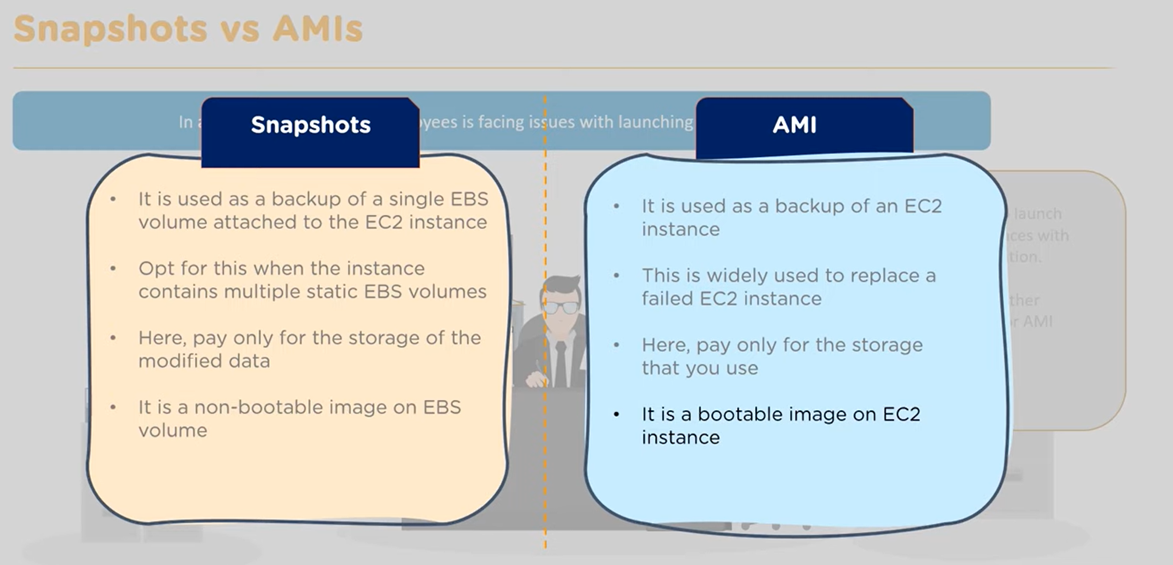 Snapshots vs AMIs
In a
yees is facing issues with launching
Snapshots
AMI
• It is used as a backup of a single EBS
volume attached to the EC2 instance
• Opt for this when the instance
contains multiple static EBS volumes
• Here, pay only for the storage of the
modified data
• It is a non-bootable image on EBS
volume
• It is used as a backup of an EC2
instance
• This is widely used to replace a
failed EC2 instance
• Here, pay only for the storage
that you use
• It is a bootable image on EC2
instance
launch
with
AMI